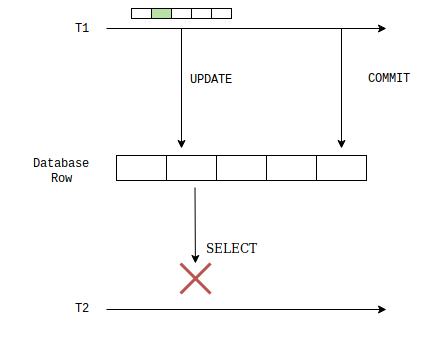 T1
UPDATE
COMMIT
Database
Row
SELECT
T2